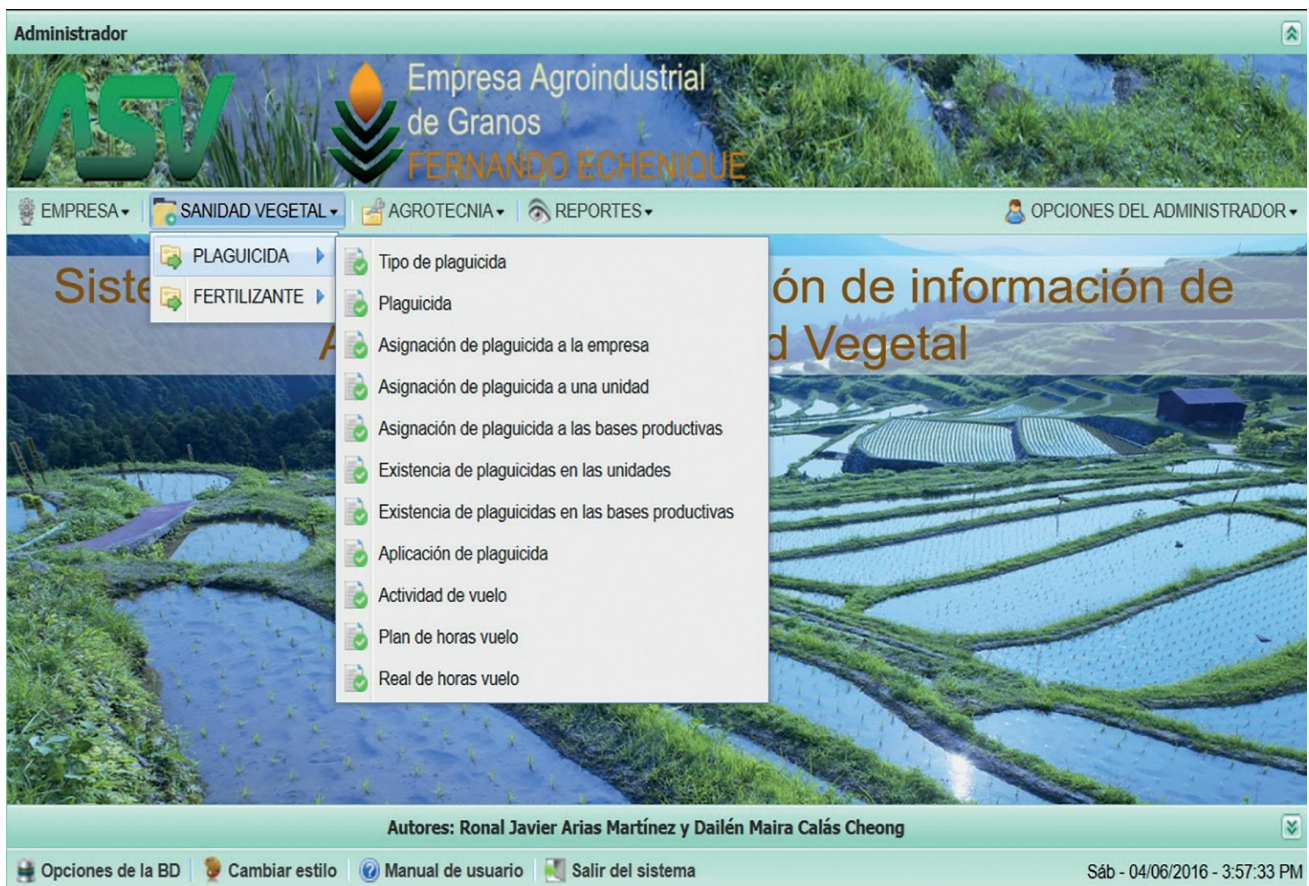 Administrador
ASV
Empresa Agroindustrial
de Granos
FERNANDO ECHENIQUE
EMPRESA
SANIDAD VEGETAL
AGROTECNIA
REPORTES
OPCIONES DEL ADMINISTRADOR
PLAGUICIDA
FERTILIZANTE
Tipo de plaguicida
Plaguicida
Asignación de plaguicida a la empresa
Asignación de plaguicida a una unidad
Asignación de plaguicida a las bases productivas
Existencia de plaguicidas en las unidades
Existencia de plaguicidas en las bases productivas
Aplicación de plaguicida
Actividad de vuelo
Plan de horas vuelo
Real de horas vuelo
Siste ón de información de
A d Vegetal
Autores: Ronal Javier Arias Martínez y Dailén Maira Calás Cheong
Opciones de la BD
Cambiar estilo
Manual de usuario
Salir del sistema
Sáb - 04/06/2016 - 3:57:33 PM